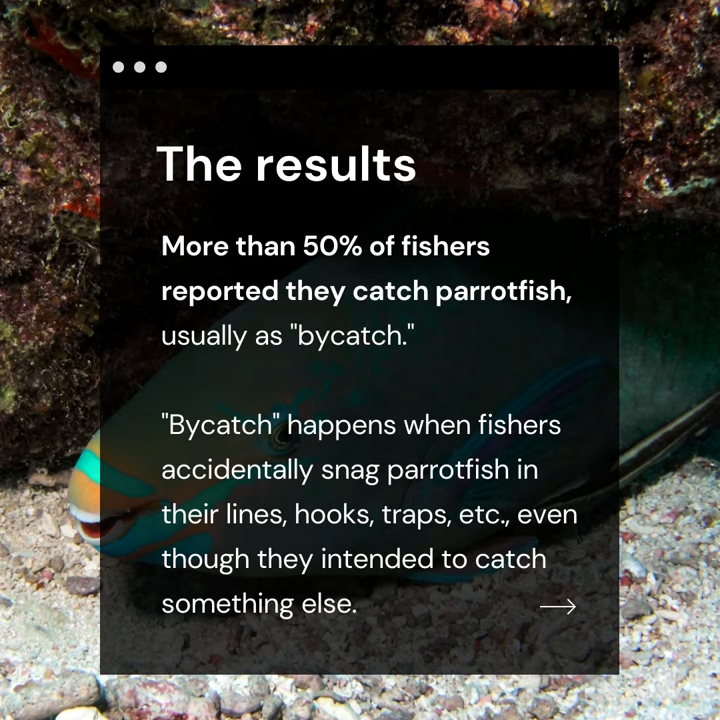 The results
More than 50% of fishers
reported they catch parrotfish,
usually as "bycatch."
"Bycatch" happens when fishers
accidentally snag parrotfish in
their lines, hooks, traps, etc., even
though they intended to catch
something else.